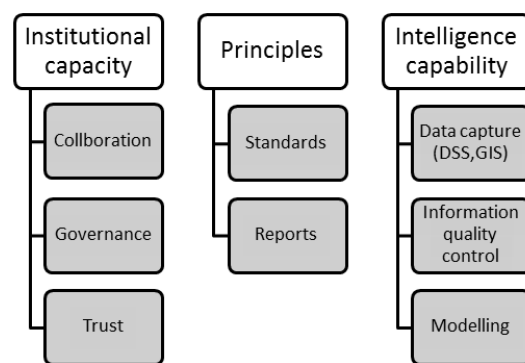 Institutional
capacity
Collboration
Governance
Trust
Principles
Standards
Reports
Intelligence
capability
Data capture
(DSS,GIS)
Information
quality
control
Modelling